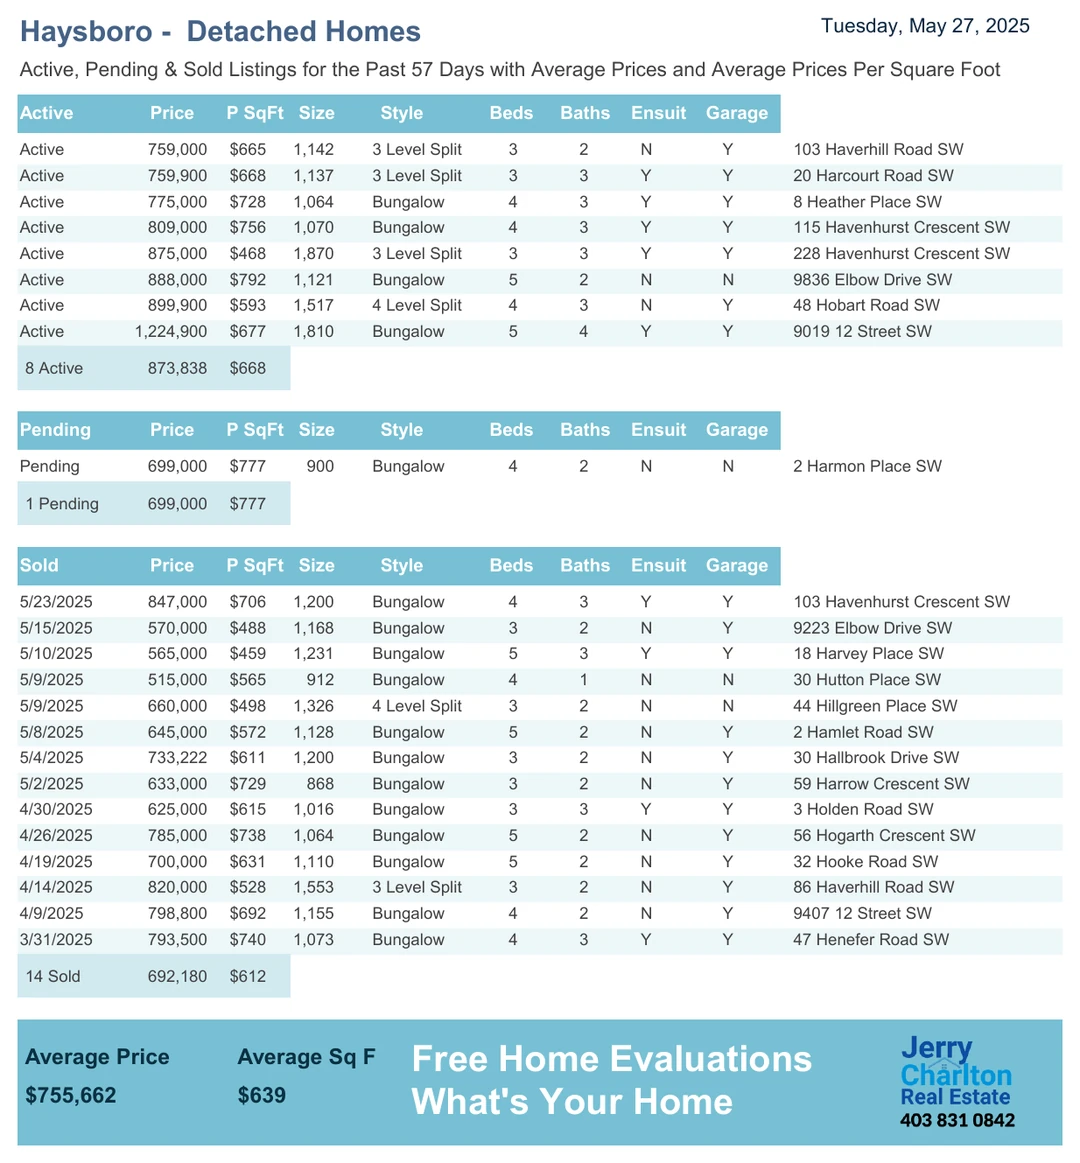 Haysboro - Detached Homes
Tuesday, May 27, 2025
Active, Pending & Sold Listings for the Past 57 Days with Average Prices and Average Prices Per Square Foot
Active Price P SqFt Size Style Beds Baths Ensuit Garage
Active 759,000 $665 1,142 3 Level Split 3 2 N Y 103 Haverhill Road SW
Active 759,900 $668 1,137 3 Level Split 3 3 Y Y 20 Harcourt Road SW
Active 775,000 $728 1,064 Bungalow 4 3 Y Y 8 Heather Place SW
Active 809,000 $756 1,070 Bungalow 4 3 Y Y 115 Havenhurst Crescent SW
Active 875,000 $468 1,870 3 Level Split 3 3 Y Y 228 Havenhurst Crescent SW
Active 888,000 $792 1,121 Bungalow 5 2 N N 9836 Elbow Drive SW
Active 899,900 $593 1,517 4 Level Split 4 3 N Y 48 Hobart Road SW
Active 1,224,900 $677 1,810 Bungalow 5 4 Y Y 9019 12 Street SW
8 Active 873,838 $668
Pending Price P SqFt Size Style Beds Baths Ensuit Garage
Pending 699,000 $777 900 Bungalow 4 2 N N 2 Harmon Place SW
1 Pending 699,000 $777
Sold Price P SqFt Size Style Beds Baths Ensuit Garage
5/23/2025 847,000 $706 1,200 Bungalow 4 3 Y Y 103 Havenhurst Crescent SW
5/15/2025 570,000 $488 1,168 Bungalow 3 2 N Y 9223 Elbow Drive SW
5/10/2025 565,000 $459 1,231 Bungalow 5 3 Y Y 18 Harvey Place SW
5/9/2025 515,000 $565 912 Bungalow 4 1 N N 30 Hutton Place SW
5/9/2025 660,000 $498 1,326 4 Level Split 3 2 N N 44 Hillgreen Place SW
5/8/2025 645,000 $572 1,128 Bungalow 5 2 N Y 2 Hamlet Road SW
5/4/2025 733,222 $611 1,200 Bungalow 3 2 N Y 30 Hallbrook Drive SW
5/2/2025 633,000 $729 868 Bungalow 3 2 N Y 59 Harrow Crescent SW
4/30/2025 625,000 $615 1,016 Bungalow 3 3 Y Y 3 Holden Road SW
4/26/2025 785,000 $738 1,064 Bungalow 5 2 N Y 56 Hogarth Crescent SW
4/19/2025 700,000 $631 1,110 Bungalow 5 2 N Y 32 Hooke Road SW
4/14/2025 820,000 $528 1,553 3 Level Split 3 2 N Y 86 Haverhill Road SW
4/9/2025 798,800 $692 1,155 Bungalow 4 2 N Y 9407 12 Street SW
3/31/2025 793,500 $740 1,073 Bungalow 4 3 Y Y 47 Henefer Road SW
14 Sold 692,180 $612
Average Price Average Sq F
$755,662 $639
Free Home Evaluations
What's Your Home
Jerry
Charlton
Real Estate
403 831 0842